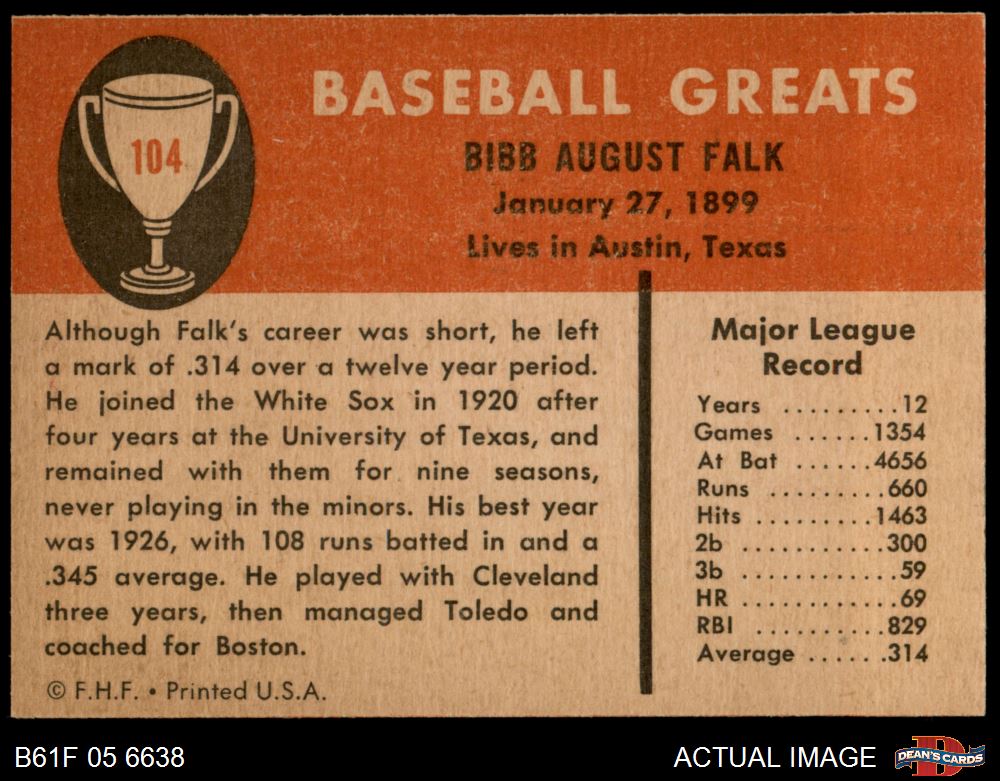 104
BASEBALL GREATS
BIBB AUGUST FALK
January 27, 1899
Lives in Austin, Texas
Although Falk's career was short, he left
a mark of .314 over a twelve year period.
He joined the White Sox in 1920 after
four years at the University of Texas, and
remained with them for nine seasons,
never playing in the minors. His best year
was 1926, with 108 runs batted in and a
.345 average. He played with Cleveland
three years, then managed Toledo and
coached for Boston.
© F.H.F. • Printed U.S.A.
Major League
Record
Years .........12
Games ......1354
At Bat ......4656
Runs .........660
Hits .........1463
2b ...........300
3b ............59
HR ............69
RBI ..........829
Average ......314
B61F 05 6638
ACTUAL IMAGE
D
DEAN'S CARDS